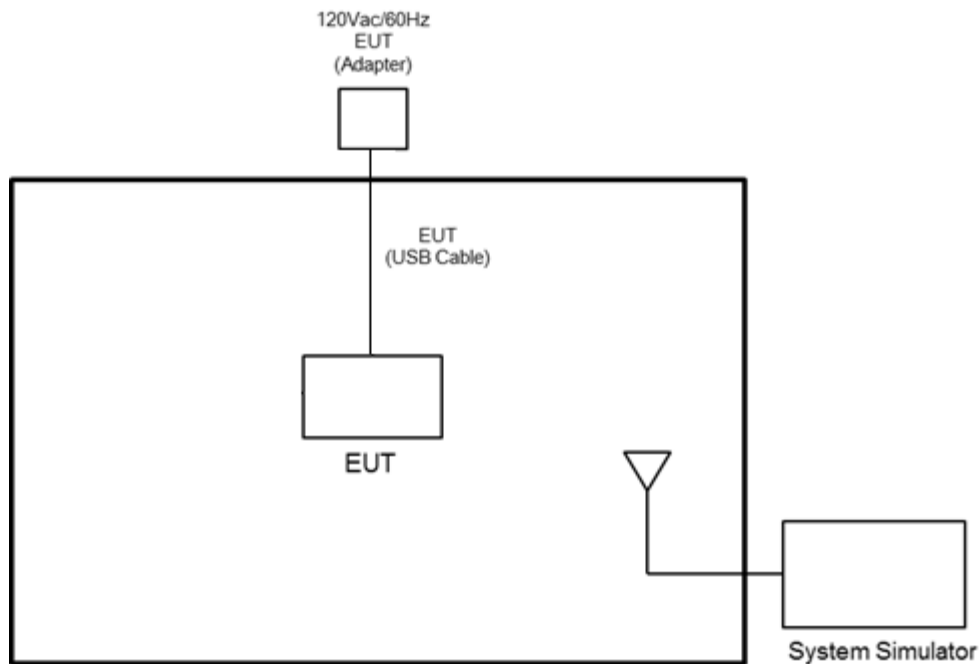 120Vac/60Hz
EUT
(Adapter)
EUT
(USB Cable)
EUT
System Simulator